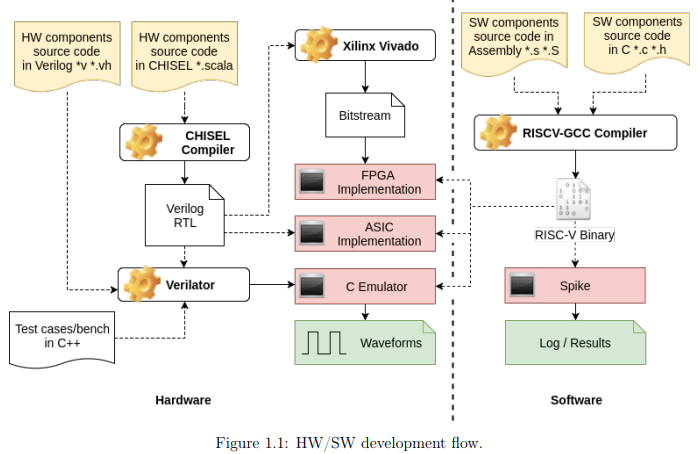 HW components
source code
in Verilog *v *.vh
HW components
source code
in CHISEL *.scala
Xilinx Vivado
SW components
source code in
Assembly *.s *.S
SW components
source code
in C *.c *.h
CHISEL
Compiler
Bitstream
RISCV-GCC Compiler
FPGA
Implementation
Verilog
RTL
ASIC
Implementation
RISC-V Binary
Verilator
C Emulator
Spike
Test cases/bench
in C++
Waveforms
Log / Results
Hardware
Software
Figure 1.1: HW/SW development flow.